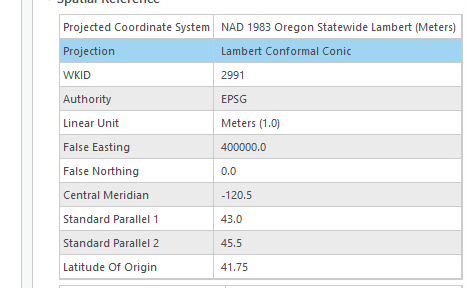 Spatial Reference
Projected Coordinate System NAD 1983 Oregon Statewide Lambert (Meters)
Projection Lambert Conformal Conic
WKID 2991
Authority EPSG
Linear Unit Meters (1.0)
False Easting 400000.0
False Northing 0.0
Central Meridian -120.5
Standard Parallel 1 43.0
Standard Parallel 2 45.5
Latitude Of Origin 41.75